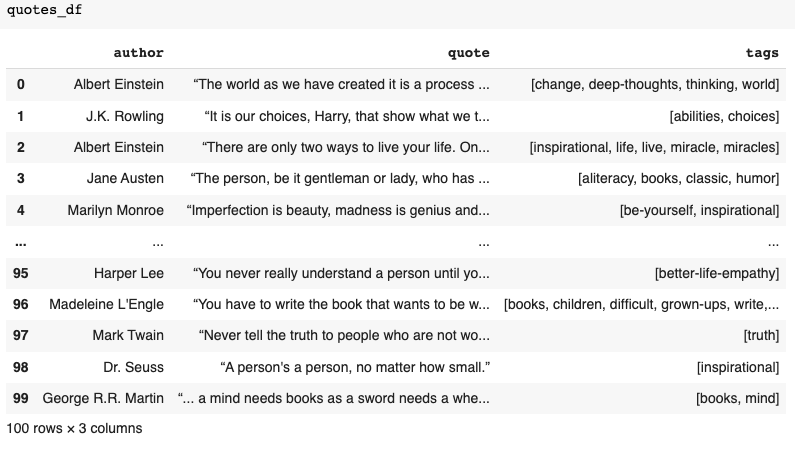 quotes_df
author quote tags
0 Albert Einstein “The world as we have created it is a process ... [change, deep-thoughts, thinking, world]
1 J.K. Rowling “It is our choices, Harry, that show what we t... [abilities, choices]
2 Albert Einstein “There are only two ways to live your life. On... [inspirational, life, live, miracle, miracles]
3 Jane Austen “The person, be it gentleman or lady, who has ... [aliteracy, books, classic, humor]
4 Marilyn Monroe “Imperfection is beauty, madness is genius and... [be-yourself, inspirational]
... ... ... ...
95 Harper Lee “You never really understand a person until yo... [better-life-empathy]
96 Madeleine L'Engle “You have to write the book that wants to be w... [books, children, difficult, grown-ups, write,...
97 Mark Twain “Never tell the truth to people who are not wo... [truth]
98 Dr. Seuss “A person's a person, no matter how small.” [inspirational]
99 George R.R. Martin “... a mind needs books as a sword needs a whe... [books, mind]
100 rows × 3 columns